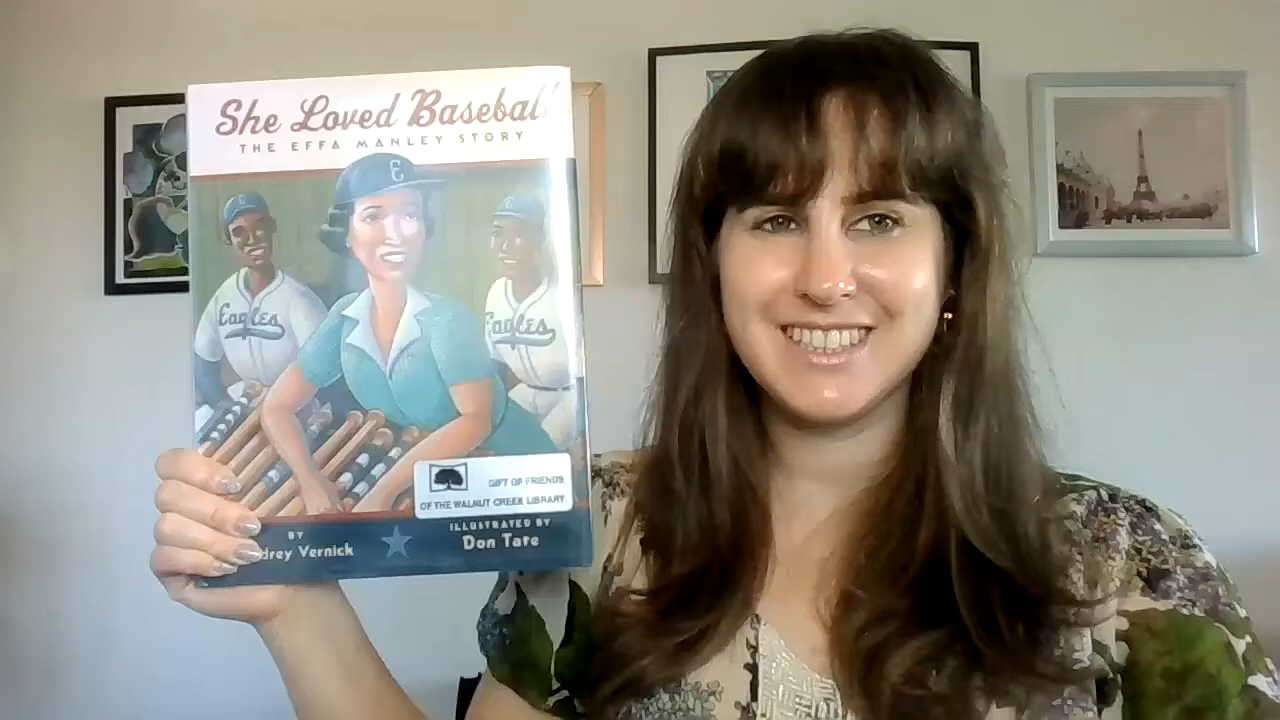 She Loved Baseball
THE EFFA MANLEY STORY
E
E
Eagles
Eagles
GIFT OF FRIENDS
OF THE WALNUT CREEK LIBRARY
BY
drey Vernick
ILLUSTRATED BY
Don Tate